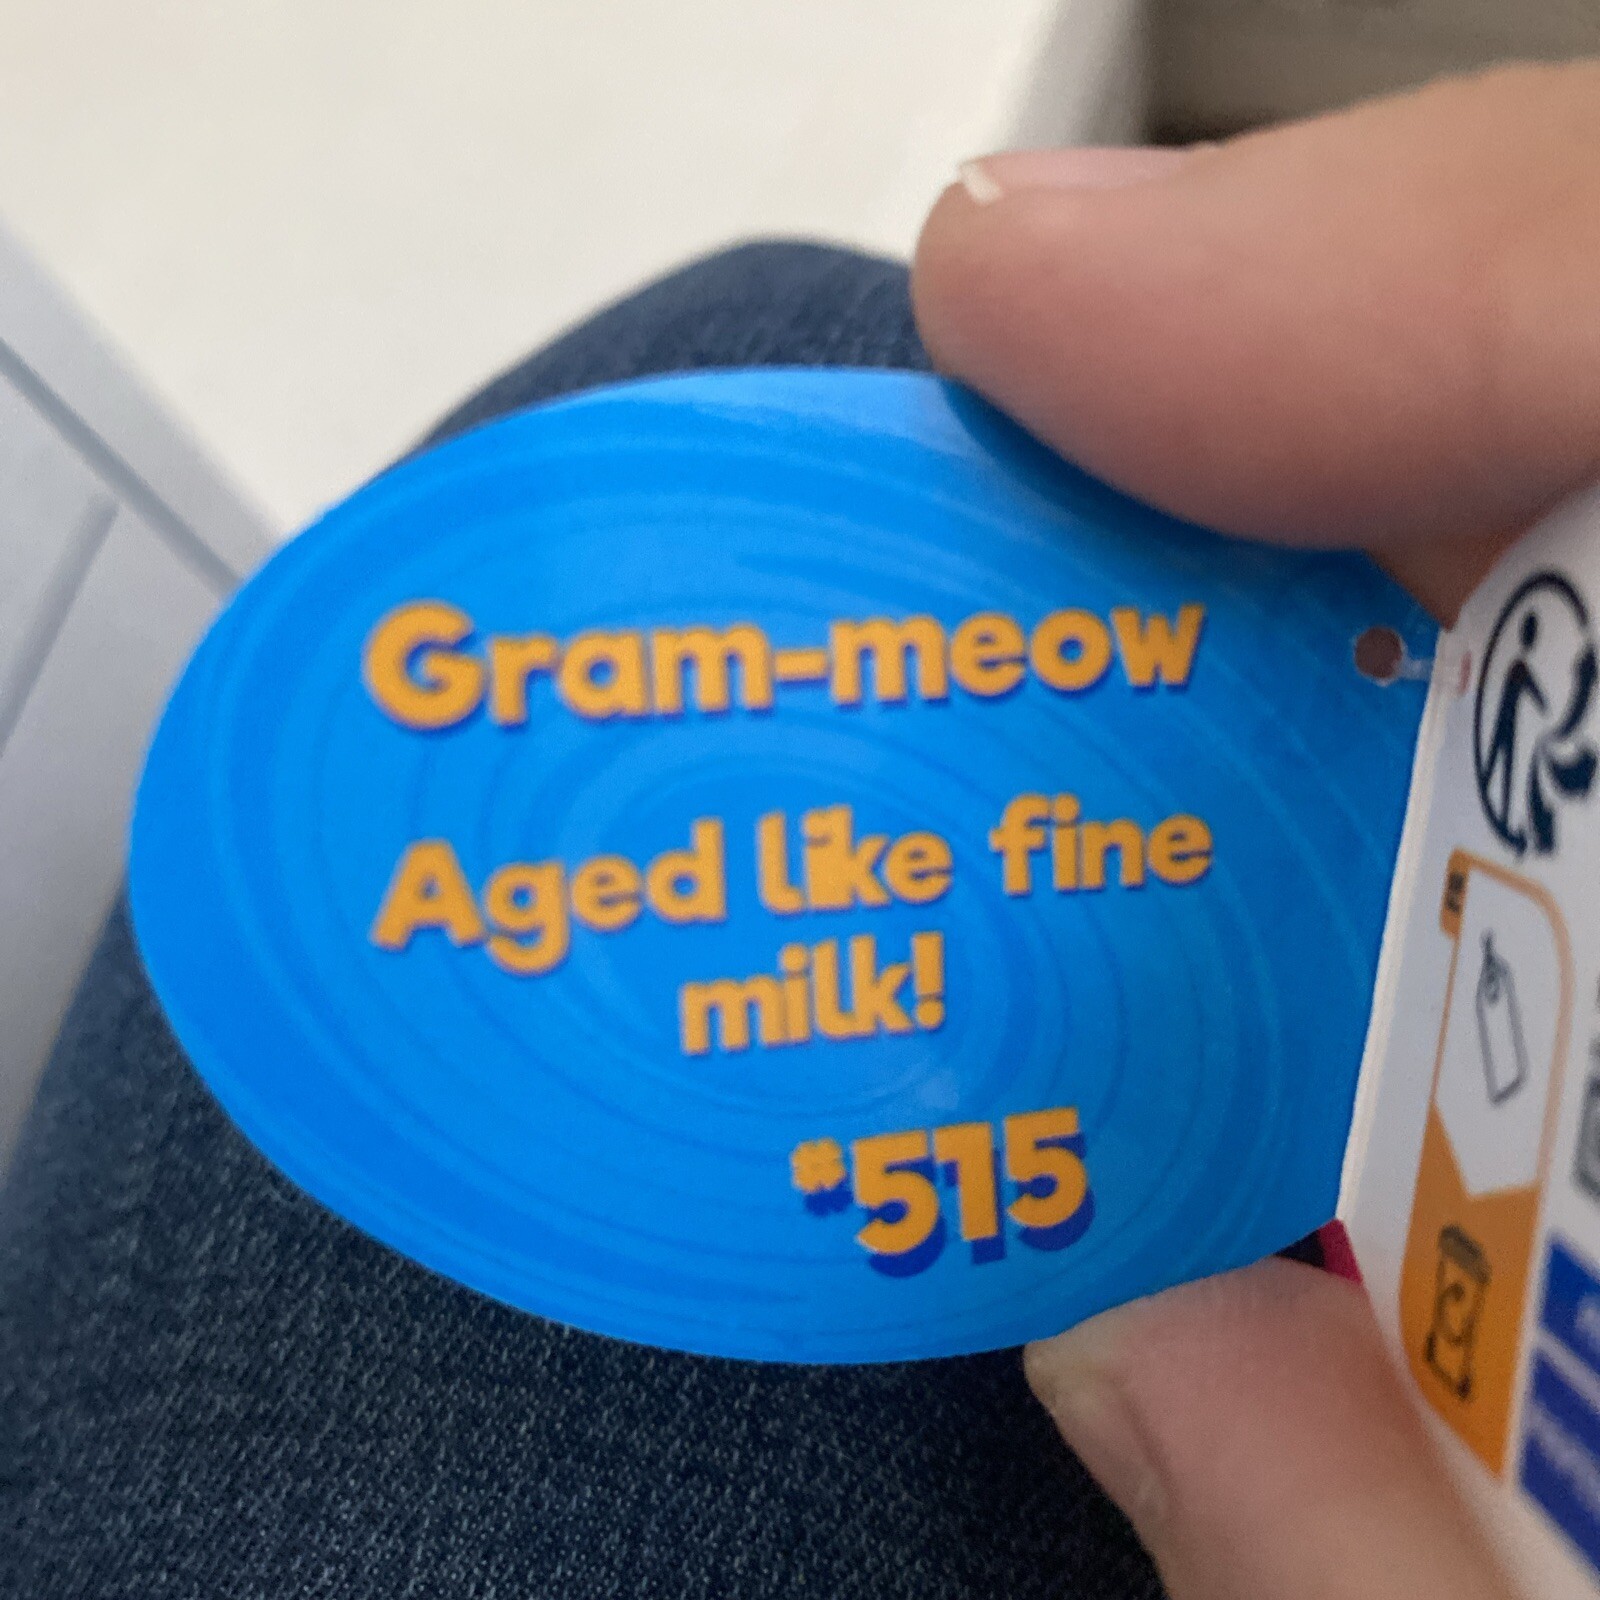 Gram-meow
Aged like fine
milk!
#515